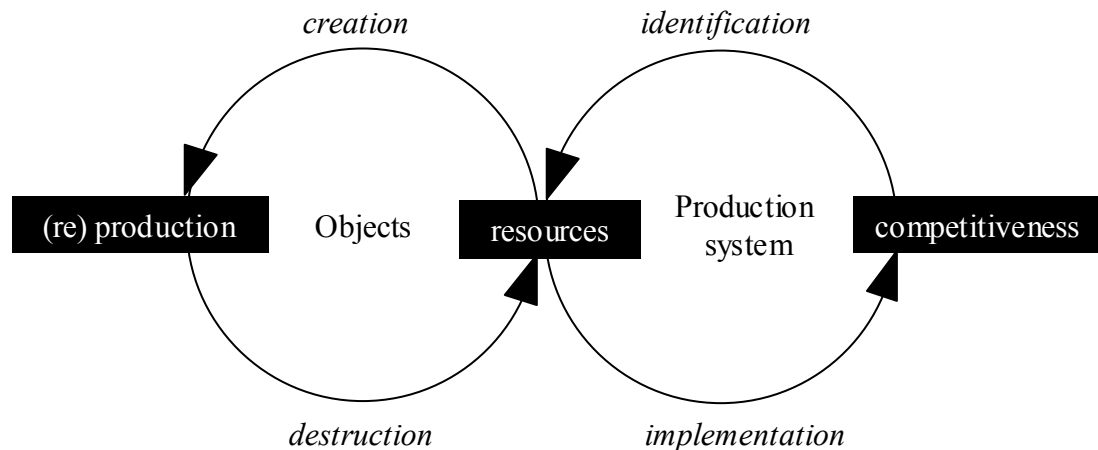 creation
identification
(re) production
Objects
resources
Production
system
competitiveness
destruction
implementation